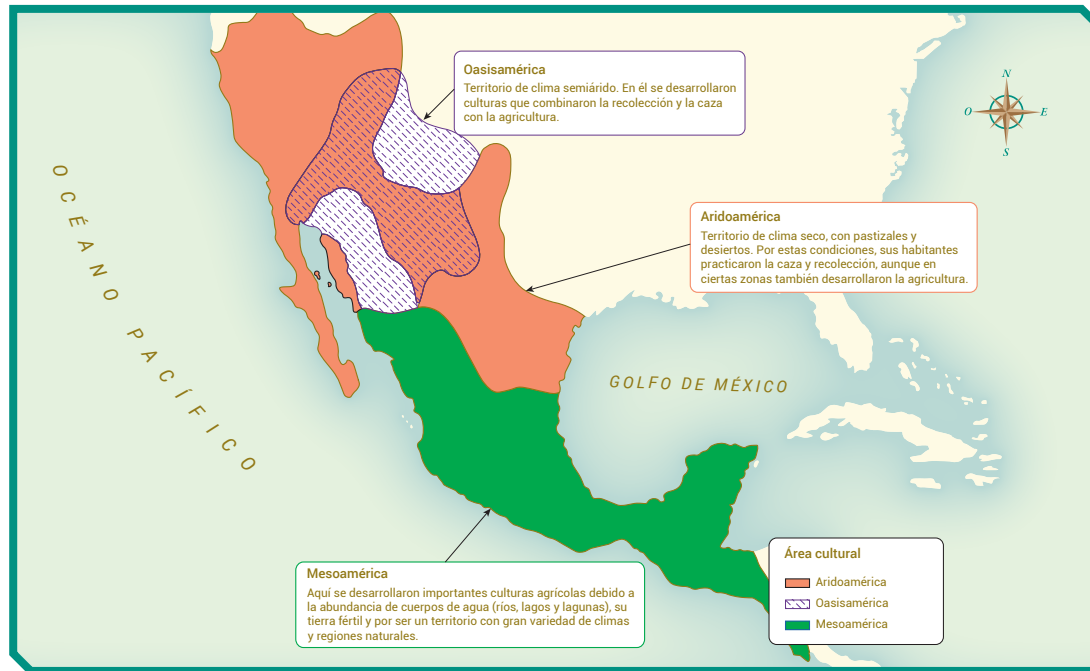 Oasisamérica
Territorio de clima semiárido. En él se desarrollaron
culturas que combinaron la recolección y la caza
con la agricultura.
N
O
E
S
OCÉANO PACÍFICO
Aridoamérica
Territorio de clima seco, con pastizales y
desiertos. Por estas condiciones, sus habitantes
practicaron la caza y recolección, aunque en
ciertas zonas también desarrollaron la agricultura.
GOLFO DE MÉXICO
Mesoamérica
Aquí se desarrollaron importantes culturas agrícolas debido a
la abundancia de cuerpos de agua (ríos, lagos y lagunas), su
tierra fértil y por ser un territorio con gran variedad de climas
y regiones naturales.
Área cultural
Aridoamérica
Oasisamérica
Mesoamérica